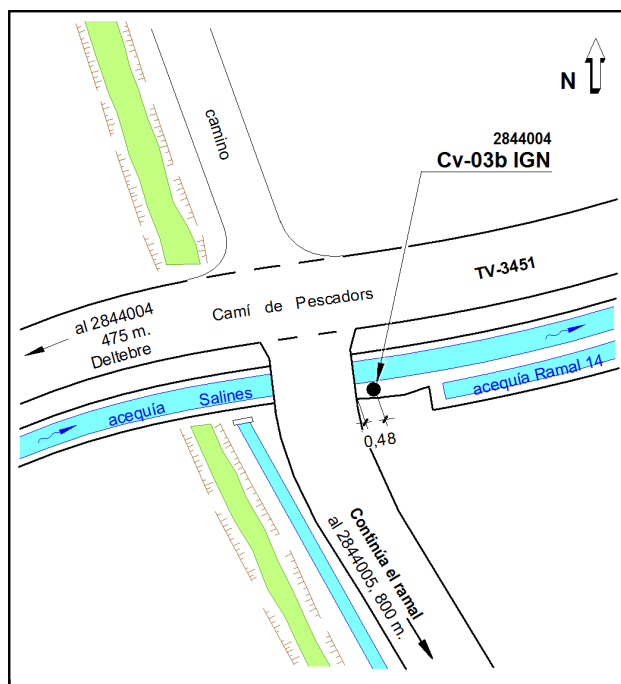 N
camino
2844004
Cv-03b IGN
TV-3451
Camí de Pescadors
al 2844004
475 m.
Deltebre
acequía Salines
acequía Ramal 14
0,48
Continúa el ramal
al 2844005, 800 m.